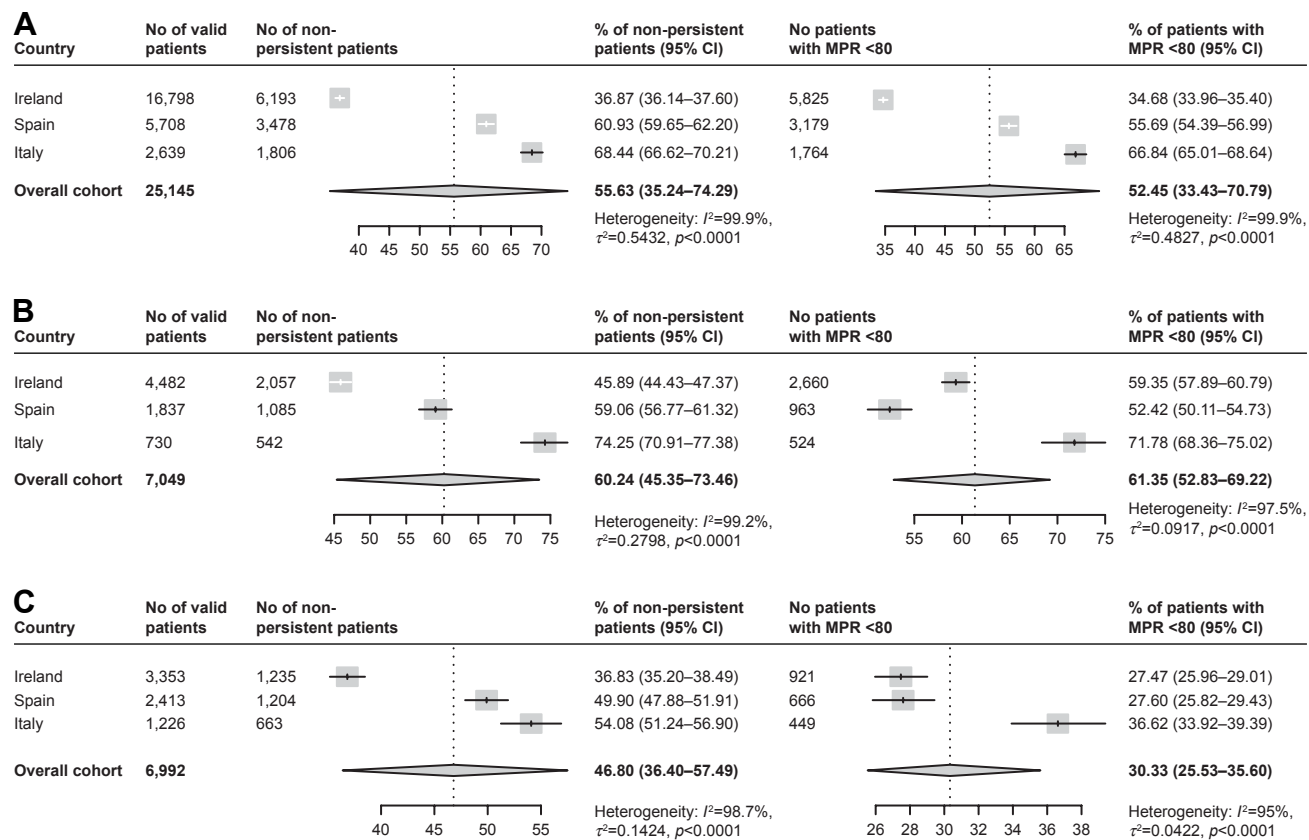 A
Country No of valid patients No of non-persistent patients % of non-persistent patients (95% CI) No patients with MPR <80 % of patients with MPR <80 (95% CI)
Ireland 16,798 6,193 36.87 (36.14–37.60) 5,825 34.68 (33.96–35.40)
Spain 5,708 3,478 60.93 (59.65–62.20) 3,179 55.69 (54.39–56.99)
Italy 2,639 1,806 68.44 (66.62–70.21) 1,764 66.84 (65.01–68.64)
Overall cohort 25,145 55.63 (35.24–74.29) 52.45 (33.43–70.79)
Heterogeneity: I²=99.9%, Heterogeneity: I²=99.9%,
τ²=0.5432, p<0.0001 τ²=0.4827, p<0.0001
40 45 50 55 60 65 70 35 40 45 50 55 60 65
B
Country No of valid patients No of non-persistent patients % of non-persistent patients (95% CI) No patients with MPR <80 % of patients with MPR <80 (95% CI)
Ireland 4,482 2,057 45.89 (44.43–47.37) 2,660 59.35 (57.89–60.79)
Spain 1,837 1,085 59.06 (56.77–61.32) 963 52.42 (50.11–54.73)
Italy 730 542 74.25 (70.91–77.38) 524 71.78 (68.36–75.02)
Overall cohort 7,049 60.24 (45.35–73.46) 61.35 (52.83–69.22)
Heterogeneity: I²=99.2%, Heterogeneity: I²=97.5%,
τ²=0.2798, p<0.0001 τ²=0.0917, p<0.0001
45 50 55 60 65 70 75 55 60 65 70 75
C
Country No of valid patients No of non-persistent patients % of non-persistent patients (95% CI) No patients with MPR <80 % of patients with MPR <80 (95% CI)
Ireland 3,353 1,235 36.83 (35.20–38.49) 921 27.47 (25.96–29.01)
Spain 2,413 1,204 49.90 (47.88–51.91) 666 27.60 (25.82–29.43)
Italy 1,226 663 54.08 (51.24–56.90) 449 36.62 (33.92–39.39)
Overall cohort 6,992 46.80 (36.40–57.49) 30.33 (25.53–35.60)
Heterogeneity: I²=98.7%, Heterogeneity: I²=95%,
τ²=0.1424, p<0.0001 τ²=0.0422, p<0.0001
40 45 50 55 26 28 30 32 34 36 38